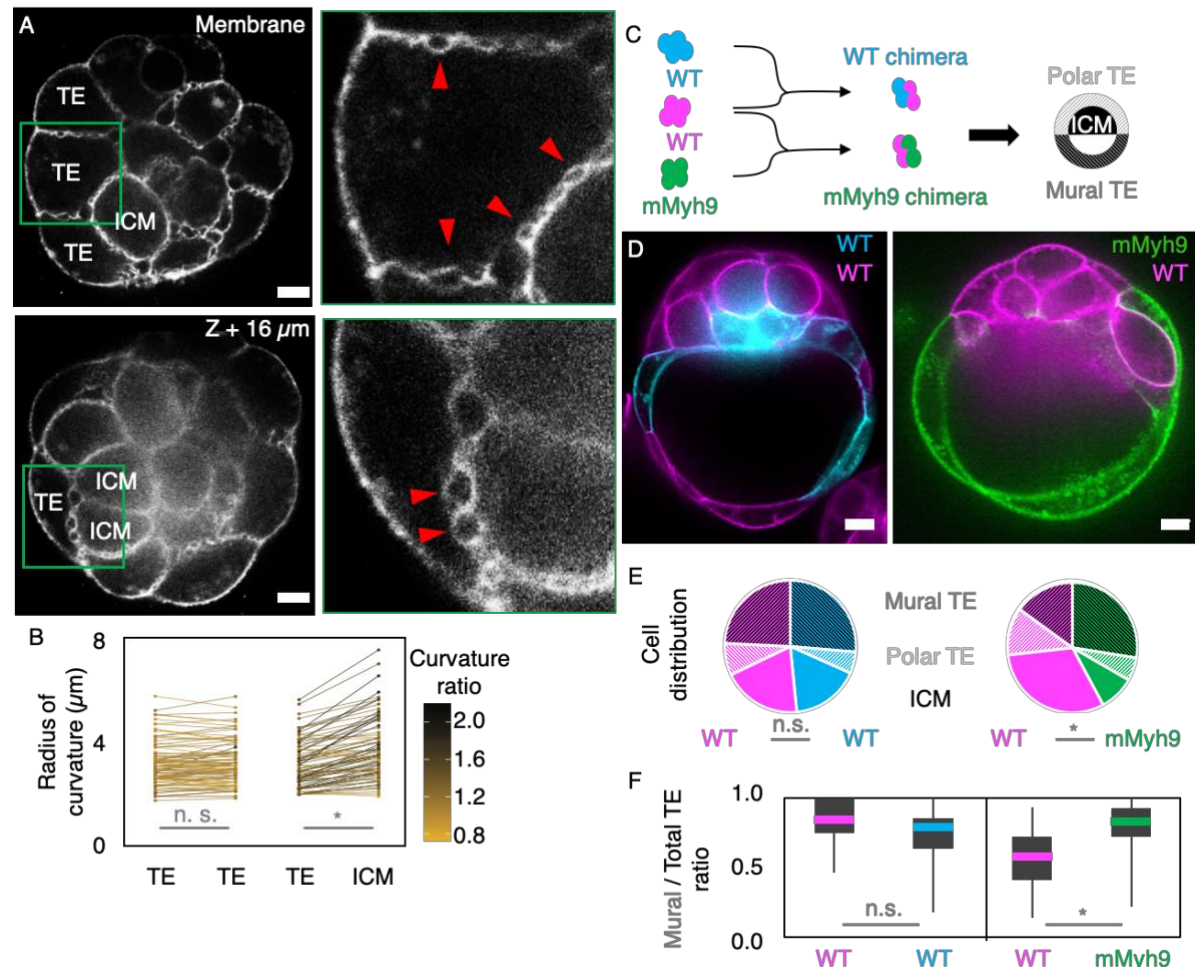 A
Membrane
TE
TE
ICM
TE
Z + 16 µm
ICM
TE
ICM
B
8
4
0
Radius of
curvature (µm)
n. s.
*
TE
TE
TE
ICM
Curvature
ratio
2.0
1.6
1.2
0.8
C
WT
WT
mMyh9
WT chimera
mMyh9 chimera
Polar TE
ICM
Mural TE
D
WT
WT
mMyh9
WT
E
Cell
distribution
Mural TE
Polar TE
ICM
WT
n.s.
WT
WT
*
mMyh9
F
Mural / Total TE
ratio
1.0
0.5
0.0
n.s.
*
WT
WT
WT
mMyh9